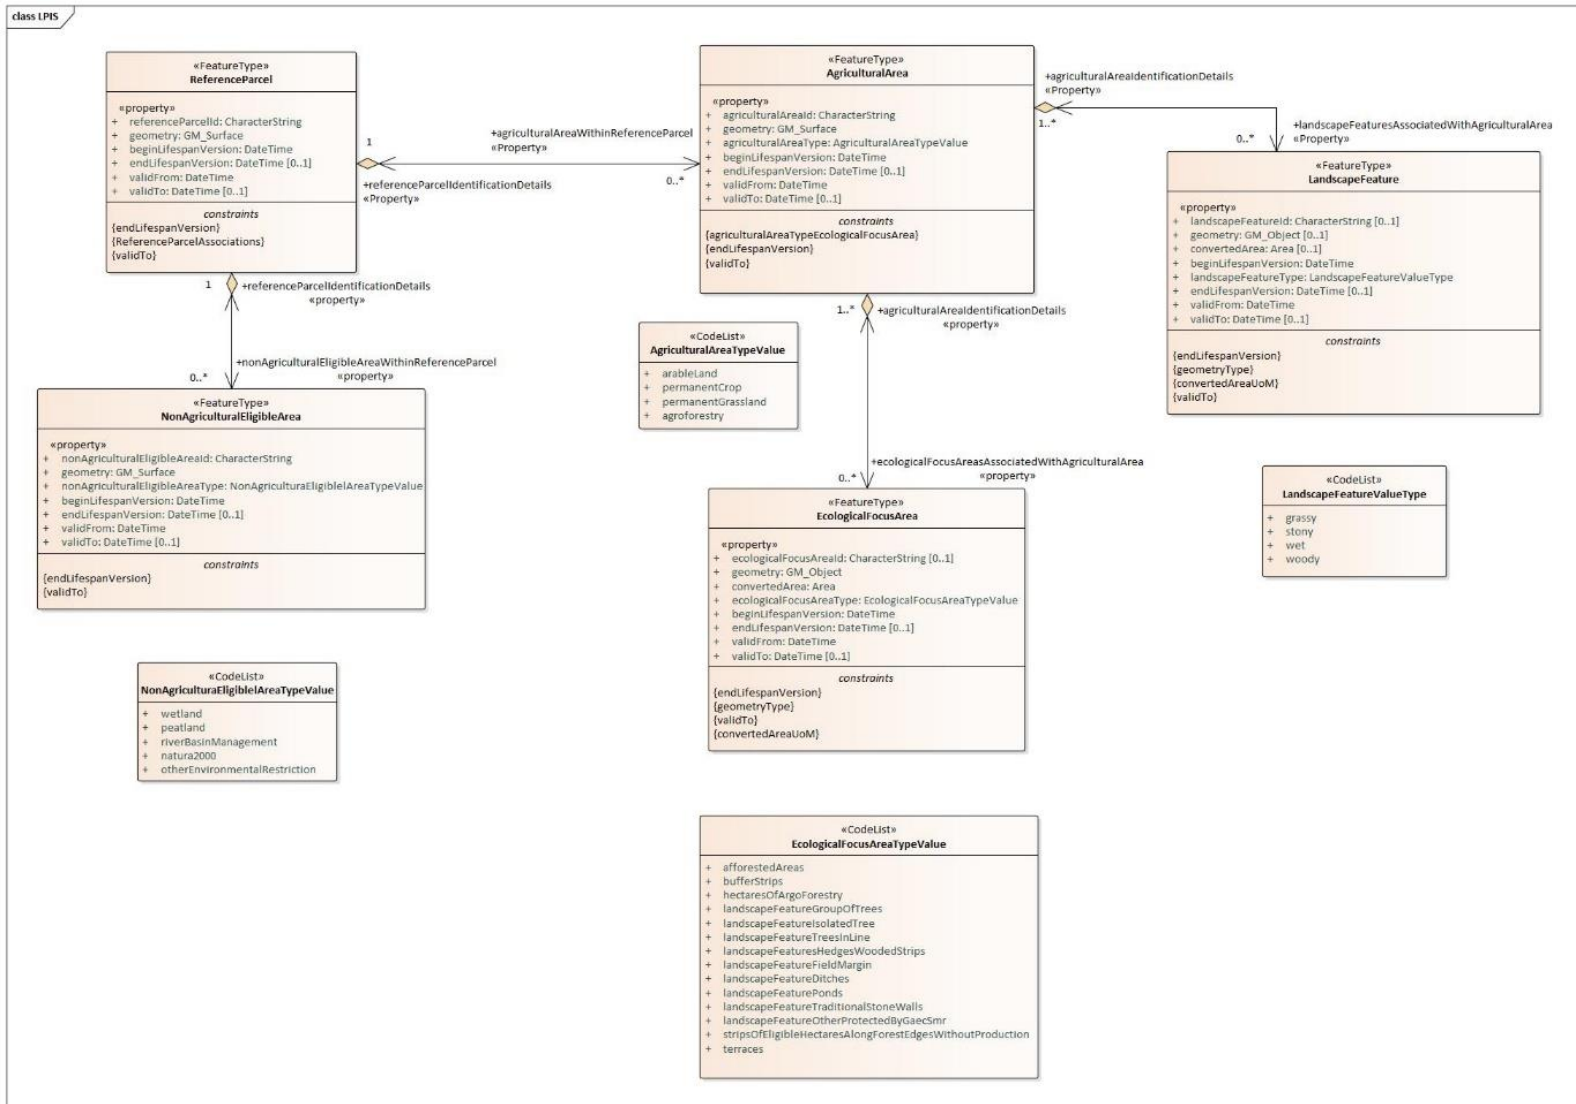 class LPIS
«FeatureType»
ReferenceParcel
«property»
+ referenceParcelId: CharacterString
+ geometry: GM_Surface
+ beginLifespanVersion: DateTime
+ endLifespanVersion: DateTime [0..1]
+ validFrom: DateTime
+ validTo: DateTime [0..1]
constraints
{endLifespanVersion}
{ReferenceParcelAssociations}
{validTo}
1
+agriculturalAreaWithinReferenceParcel
«Property»
+referenceParcelIdentificationDetails
«Property»
0..*
«FeatureType»
AgriculturalArea
«property»
+ agriculturalAreaId: CharacterString
+ geometry: GM_Surface
+ agriculturalAreaType: AgriculturalAreaTypeValue
+ beginLifespanVersion: DateTime
+ endLifespanVersion: DateTime [0..1]
+ validFrom: DateTime
+ validTo: DateTime [0..1]
constraints
{agriculturalAreaTypeEcologicalFocusArea}
{endLifespanVersion}
{validTo}
+agriculturalAreaIdentificationDetails
«Property»
1..*
+landscapeFeaturesAssociatedWithAgriculturalArea
0..*
«Property»
«FeatureType»
LandscapeFeature
«property»
+ landscapeFeatureId: CharacterString [0..1]
+ geometry: GM_Object [0..1]
+ convertedArea: Area [0..1]
+ beginLifespanVersion: DateTime
+ landscapeFeatureType: LandscapeFeatureValueType
+ endLifespanVersion: DateTime [0..1]
+ validFrom: DateTime
+ validTo: DateTime [0..1]
constraints
{endLifespanVersion}
{geometryType}
{convertedAreaUoM}
{validTo}
1
+referenceParcelIdentificationDetails
«property»
+nonAgriculturalEligibleAreaWithinReferenceParcel
0..*
«property»
«FeatureType»
NonAgriculturalEligibleArea
«property»
+ nonAgriculturalEligibleAreaId: CharacterString
+ geometry: GM_Surface
+ nonAgriculturalEligibleAreaType: NonAgriculturaEligiblelAreaTypeValue
+ beginLifespanVersion: DateTime
+ endLifespanVersion: DateTime [0..1]
+ validFrom: DateTime
+ validTo: DateTime [0..1]
constraints
{endLifespanVersion}
{validTo}
1..*
+agriculturalAreaIdentificationDetails
«property»
«CodeList»
AgriculturalAreaTypeValue
+ arableLand
+ permanentCrop
+ permanentGrassland
+ agroforestry
+ecologicalFocusAreasAssociatedWithAgriculturalArea
0..*
«property»
«FeatureType»
EcologicalFocusArea
«property»
+ ecologicalFocusAreaId: CharacterString [0..1]
+ geometry: GM_Object
+ convertedArea: Area
+ ecologicalFocusAreaType: EcologicalFocusAreaTypeValue
+ beginLifespanVersion: DateTime
+ endLifespanVersion: DateTime [0..1]
+ validFrom: DateTime
+ validTo: DateTime [0..1]
constraints
{endLifespanVersion}
{geometryType}
{validTo}
{convertedAreaUoM}
«CodeList»
LandscapeFeatureValueType
+ grassy
+ stony
+ wet
+ woody
«CodeList»
NonAgriculturaEligiblelAreaTypeValue
+ wetland
+ peatland
+ riverBasinManagement
+ natura2000
+ otherEnvironmentalRestriction
«CodeList»
EcologicalFocusAreaTypeValue
+ afforestedAreas
+ bufferStrips
+ hectaresOfArgoForestry
+ landscapeFeatureGroupOfTrees
+ landscapeFeatureIsolatedTree
+ landscapeFeatureTreesInLine
+ landscapeFeaturesHedgesWoodedStrips
+ landscapeFeatureFieldMargin
+ landscapeFeatureDitches
+ landscapeFeaturePonds
+ landscapeFeatureTraditionalStoneWalls
+ landscapeFeatureOtherProtectedByGaecSmr
+ stripsOfEligibleHectaresAlongForestEdgesWithoutProduction
+ terraces